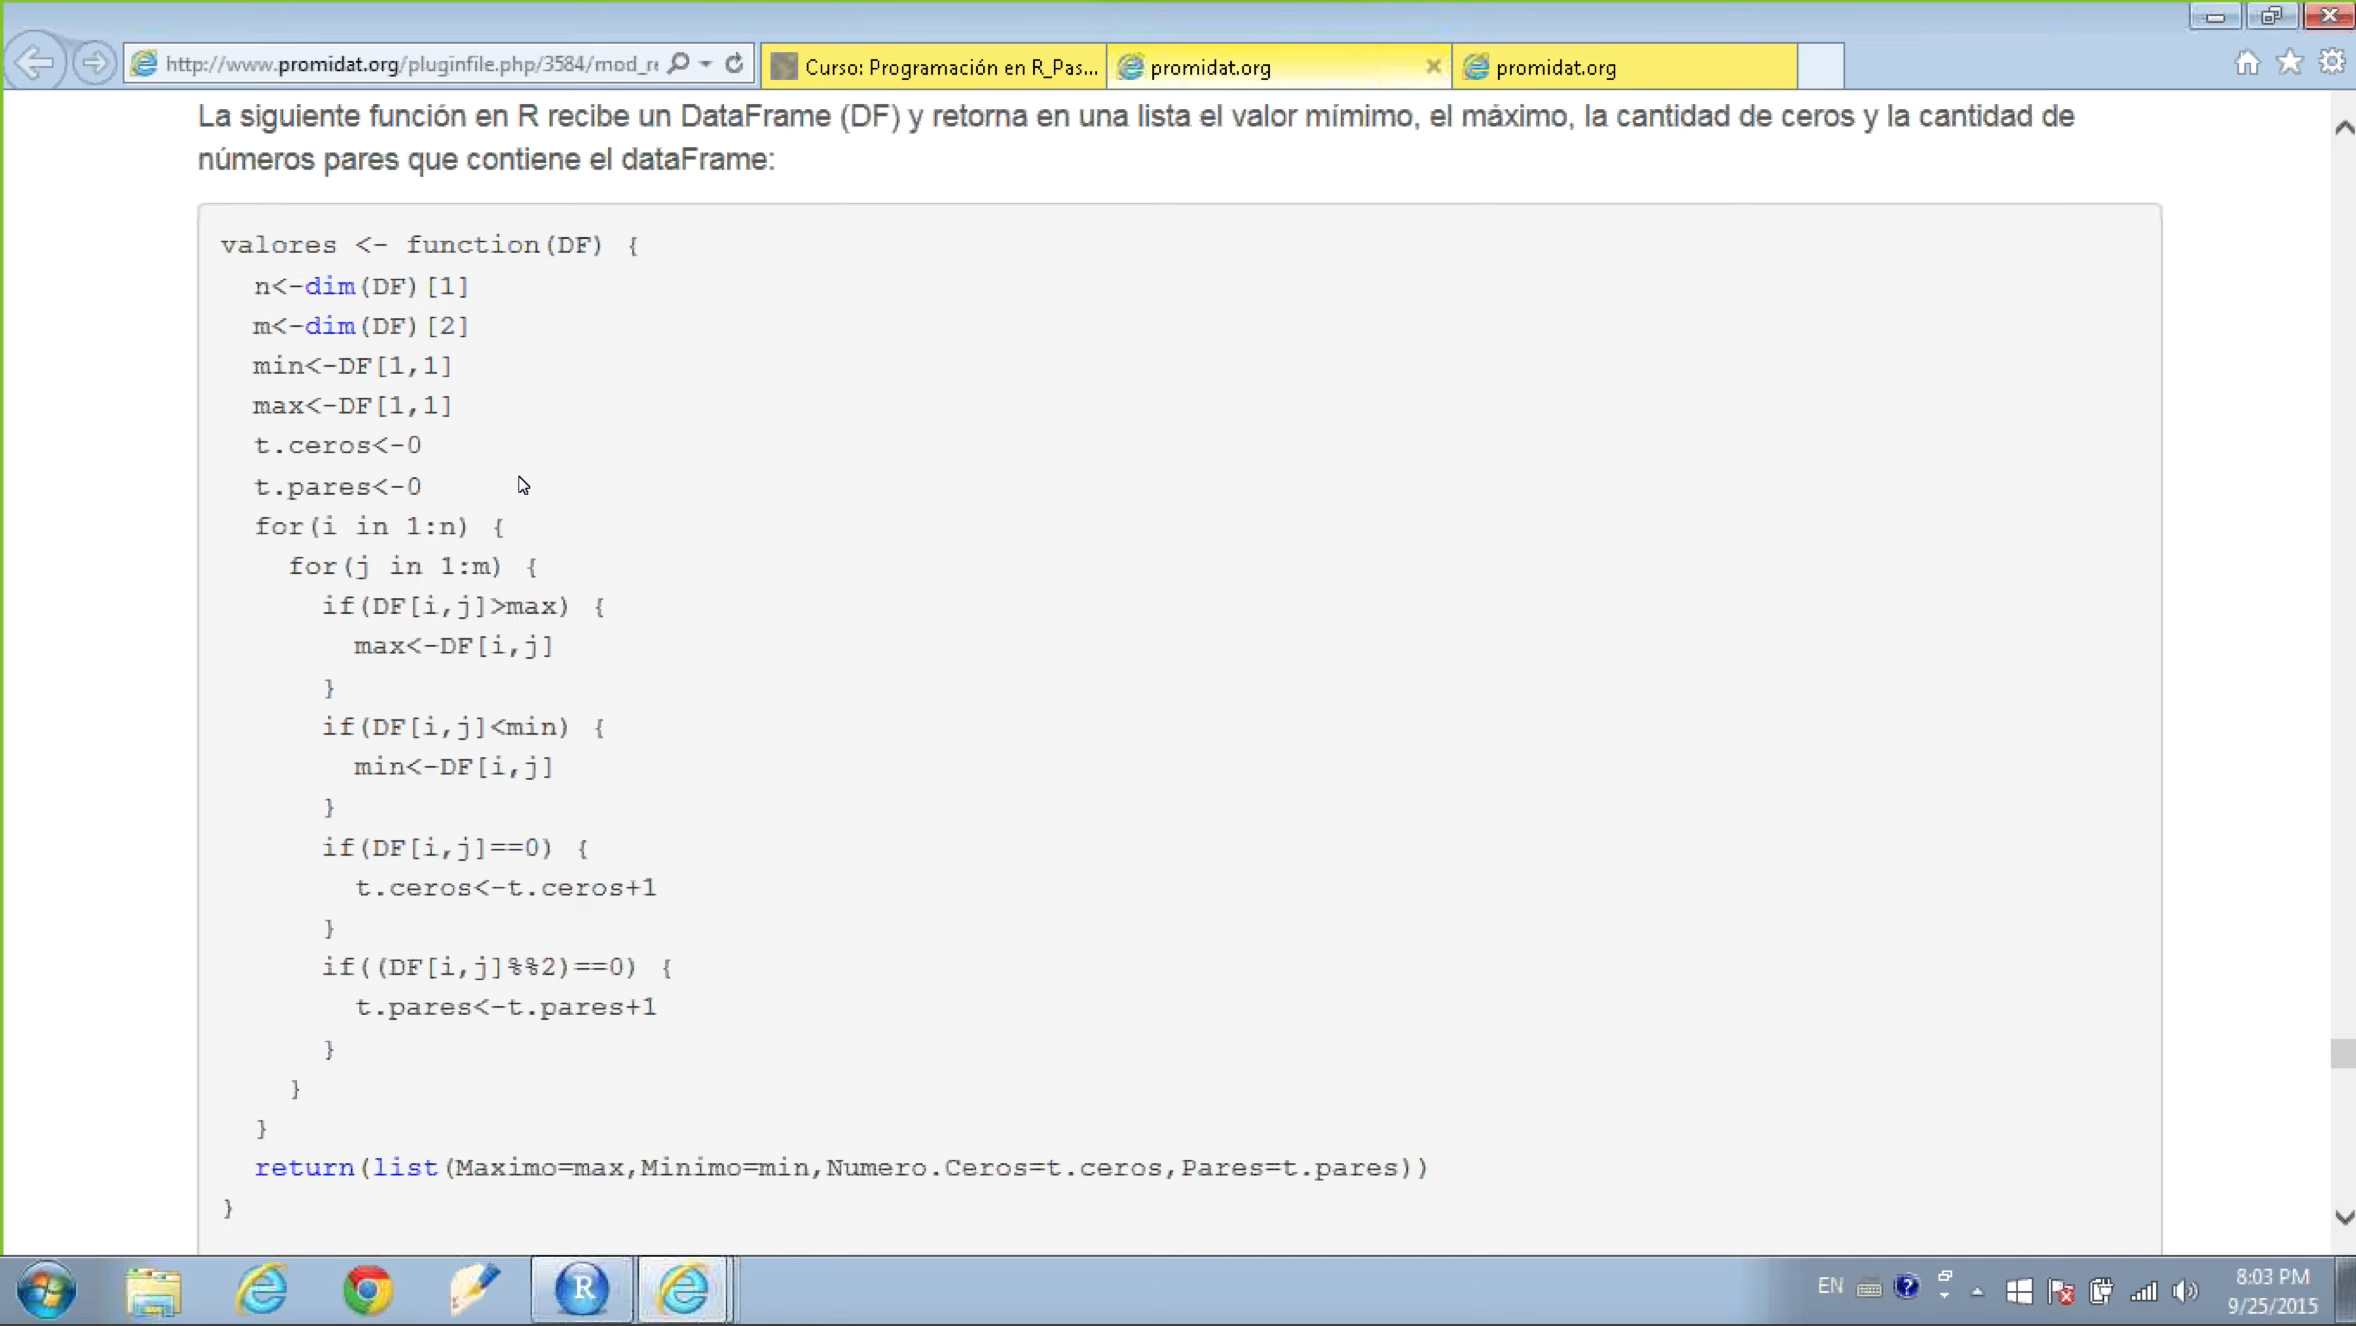 http://www.promidat.org/pluginfile.php/3584/mod_re
Curso: Programación en R_Pas...
promidat.org
promidat.org
La siguiente función en R recibe un DataFrame (DF) y retorna en una lista el valor mímimo, el máximo, la cantidad de ceros y la cantidad de
números pares que contiene el dataFrame:
valores <- function(DF) {
  n<-dim(DF)[1]
  m<-dim(DF)[2]
  min<-DF[1,1]
  max<-DF[1,1]
  t.ceros<-0
  t.pares<-0
  for(i in 1:n) {
    for(j in 1:m) {
      if(DF[i,j]>max) {
        max<-DF[i,j]
      }
      if(DF[i,j]<min) {
        min<-DF[i,j]
      }
      if(DF[i,j]==0) {
        t.ceros<-t.ceros+1
      }
      if((DF[i,j]%%2)==0) {
        t.pares<-t.pares+1
      }
    }
  }
  return(list(Maximo=max,Minimo=min,Numero.Ceros=t.ceros,Pares=t.pares))
}
R
EN
8:03 PM
9/25/2015